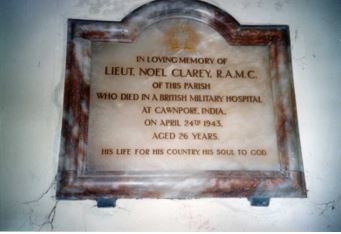 IN LOVING MEMORY OF
LIEUT. NOEL CLAREY, R.A.M.C.
OF THIS PARISH
WHO DIED IN A BRITISH MILITARY HOSPITAL
AT CAWNPORE, INDIA,
ON APRIL 24TH 1943,
AGED 26 YEARS.
HIS LIFE FOR HIS COUNTRY, HIS SOUL TO GOD.